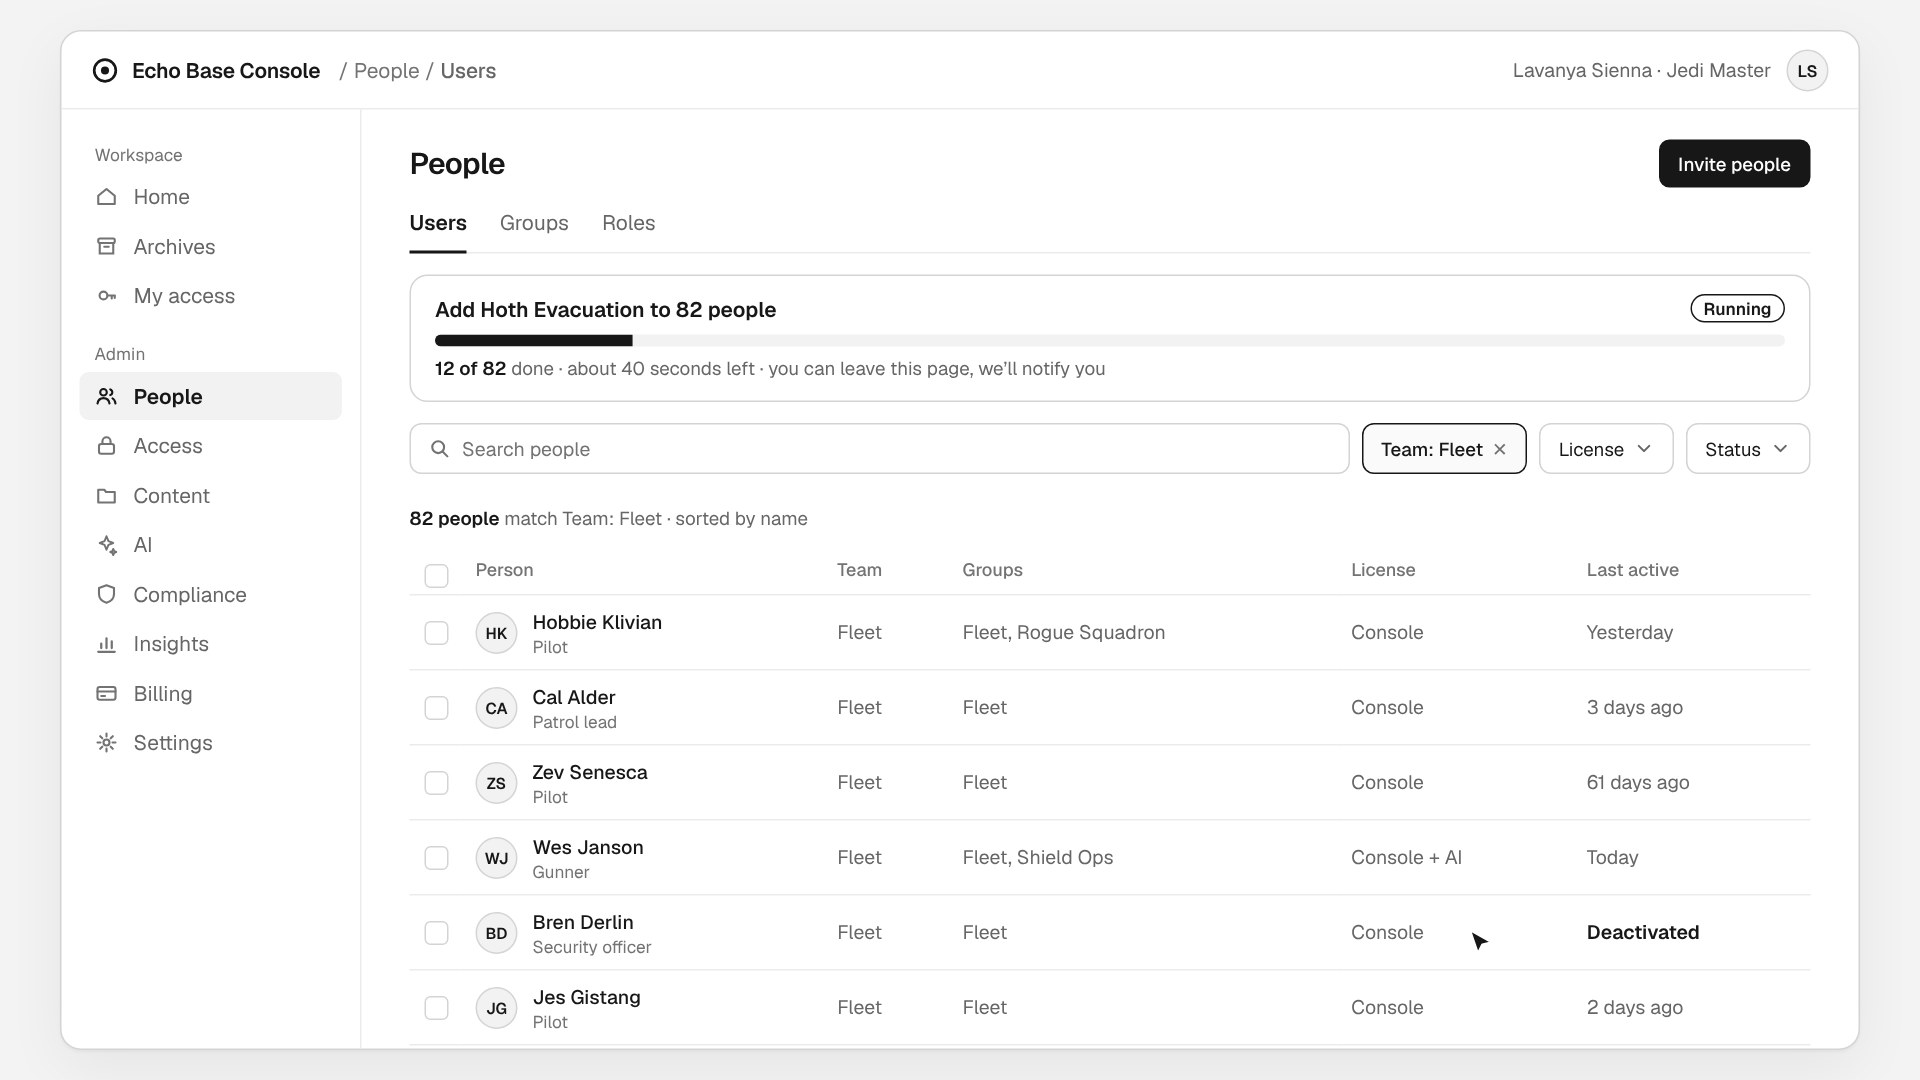 Echo Base Console / People / Users
Lavanya Sienna · Jedi Master LS
Workspace
Home
Archives
My access
Admin
People
Access
Content
AI
Compliance
Insights
Billing
Settings
People
Invite people
Users Groups Roles
Add Hoth Evacuation to 82 people
Running
12 of 82 done · about 40 seconds left · you can leave this page, we’ll notify you
Search people
Team: Fleet ×
License
Status
82 people match Team: Fleet · sorted by name
Person Team Groups License Last active
HK Hobbie Klivian Fleet Fleet, Rogue Squadron Console Yesterday
Pilot
CA Cal Alder Fleet Fleet Console 3 days ago
Patrol lead
ZS Zev Senesca Fleet Fleet Console 61 days ago
Pilot
WJ Wes Janson Fleet Fleet, Shield Ops Console + AI Today
Gunner
BD Bren Derlin Fleet Fleet Console Deactivated
Security officer
JG Jes Gistang Fleet Fleet Console 2 days ago
Pilot